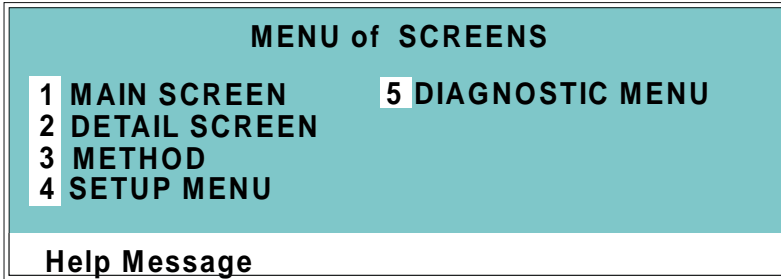 MENU of SCREENS
1 MAIN SCREEN
2 DETAIL SCREEN
3 METHOD
4 SETUP MENU
5 DIAGNOSTIC MENU
Help Message